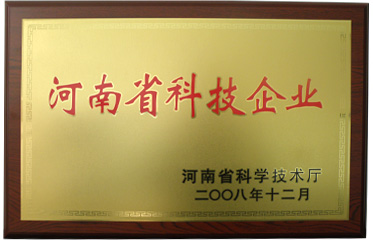 河南省科技企业
河南省科学技术厅
二〇〇八年十二月